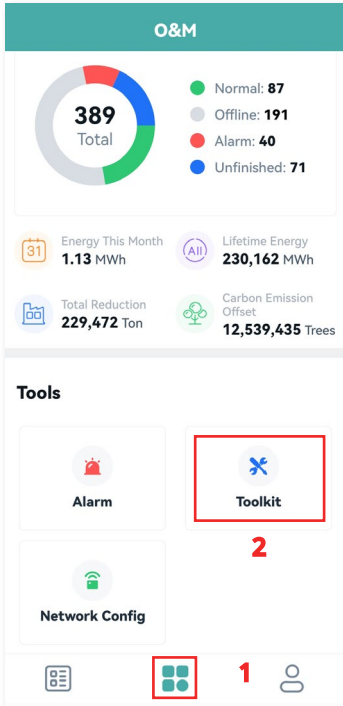 O&M
389
Total
Normal: 87
Offline: 191
Alarm: 40
Unfinished: 71
31
Energy This Month
1.13 MWh
All
Lifetime Energy
230,162 MWh
Total Reduction
229,472 Ton
Carbon Emission
Offset
12,539,435 Trees
Tools
Alarm
Toolkit
2
Network Config
1